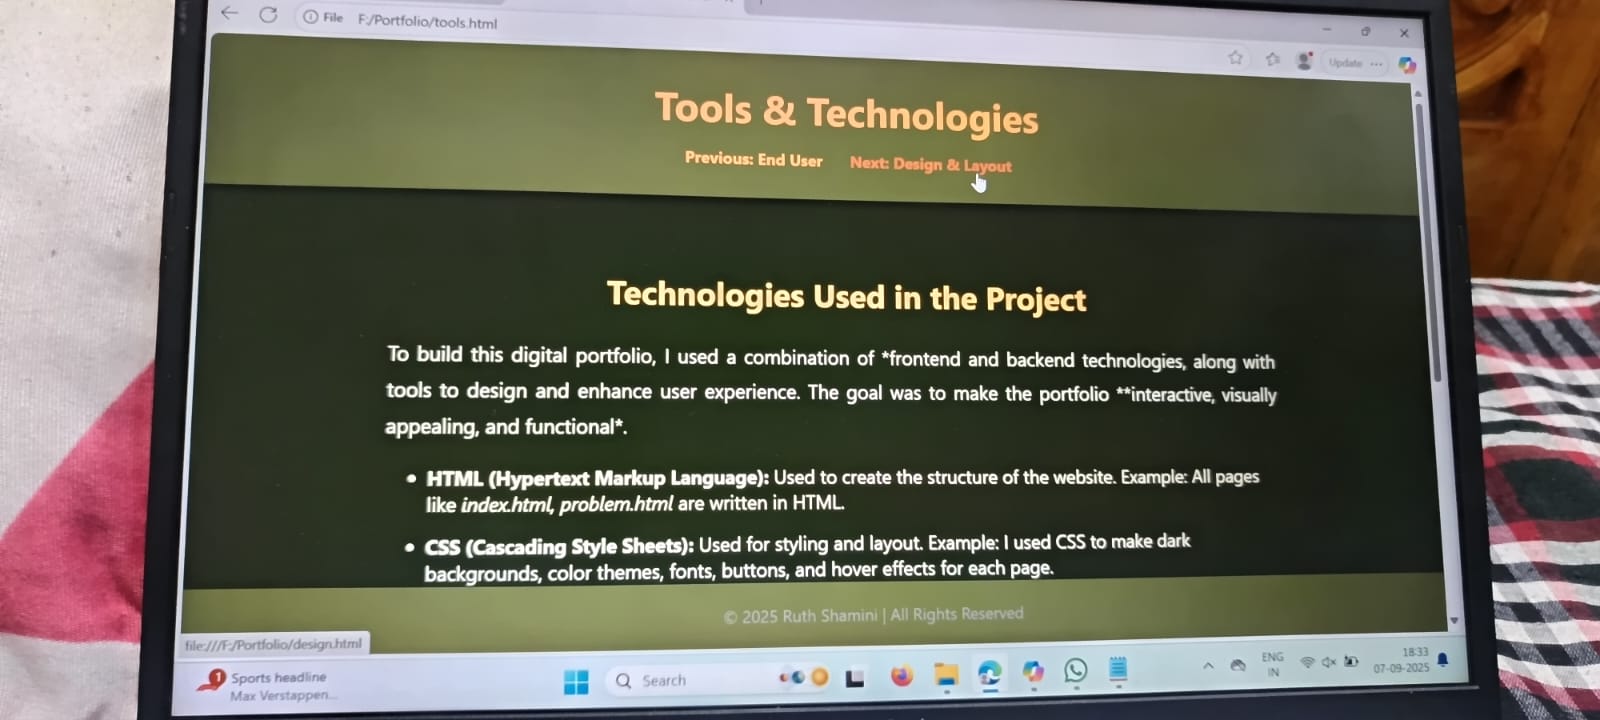 File F:/Portfolio/tools.html
Update
Tools & Technologies
Previous: End User Next: Design & Layout
Technologies Used in the Project
To build this digital portfolio, I used a combination of *frontend and backend technologies, along with
tools to design and enhance user experience. The goal was to make the portfolio **interactive, visually
appealing, and functional*.
• HTML (Hypertext Markup Language): Used to create the structure of the website. Example: All pages
like index.html, problem.html are written in HTML.
• CSS (Cascading Style Sheets): Used for styling and layout. Example: I used CSS to make dark
backgrounds, color themes, fonts, buttons, and hover effects for each page.
© 2025 Ruth Shamini | All Rights Reserved
file:///F:/Portfolio/design.html
1
Sports headline
Max Verstappen...
Search
ENG
IN
18:33
07-09-2025